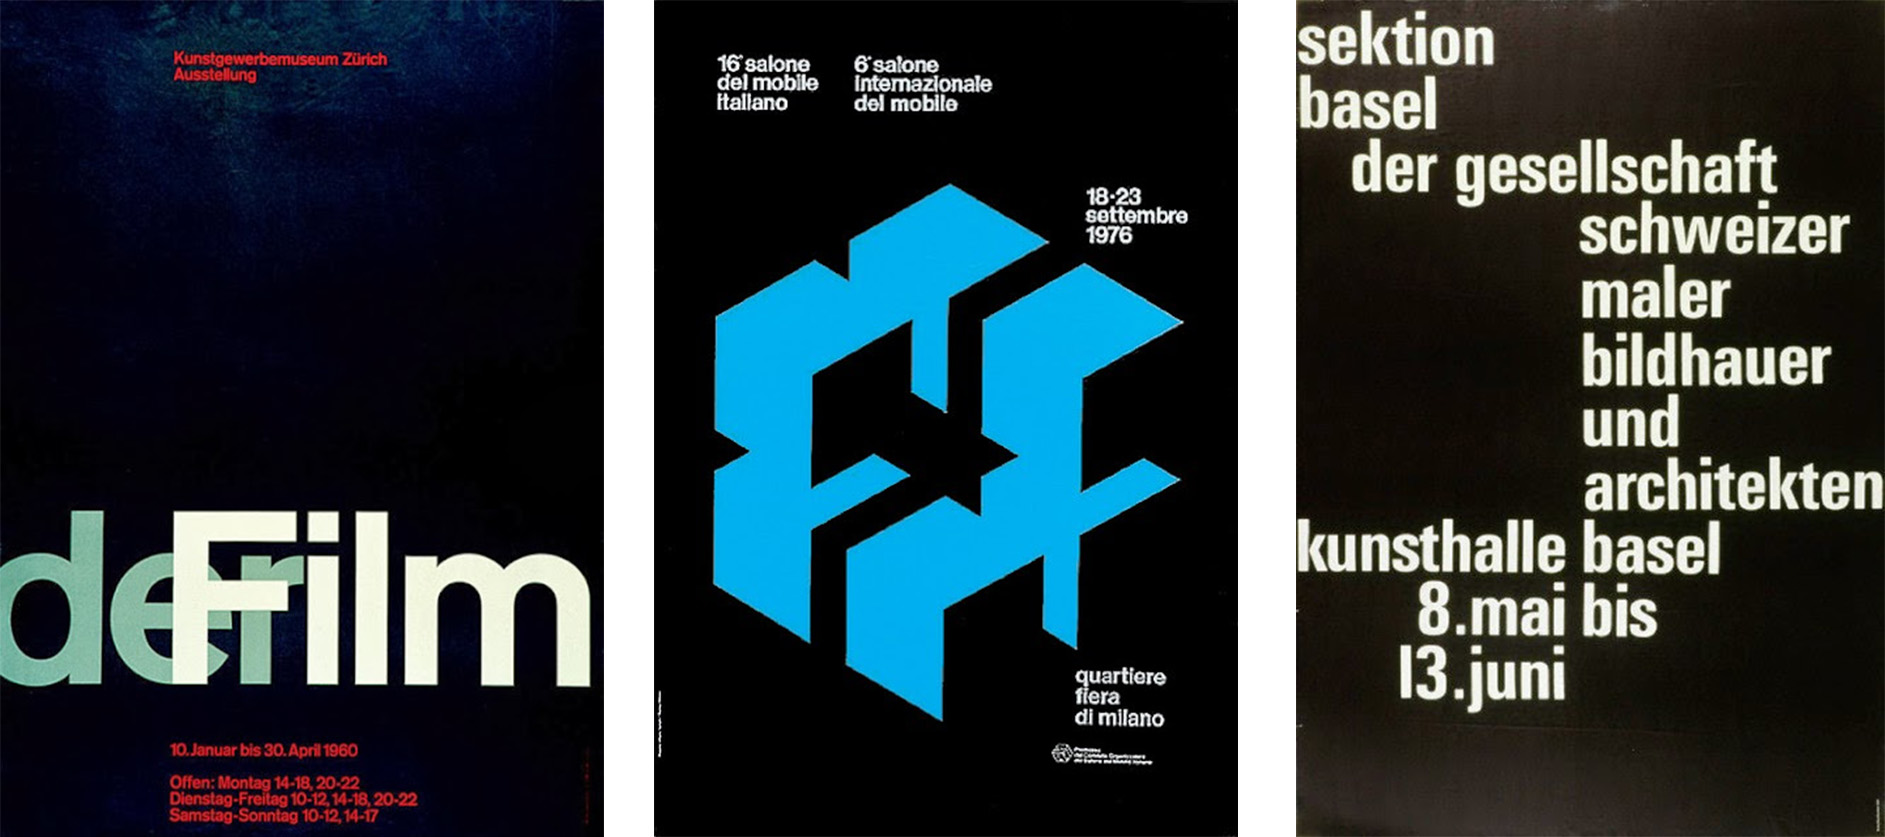 Kunstgewerbemuseum Zürich
Ausstellung
der Film
10. Januar bis 30. April 1960
Offen: Montag 14-18, 20-22
Dienstag-Freitag 10-12, 14-18, 20-22
Samstag-Sonntag 10-12, 14-17
16° salone
del mobile
italiano
6° salone
internazionale
del mobile
18·23
settembre
1976
quartiere
fiera
di milano
sektion
basel
der gesellschaft
schweizer
maler
bildhauer
und
architekten
kunsthalle basel
8.mai bis
13.juni